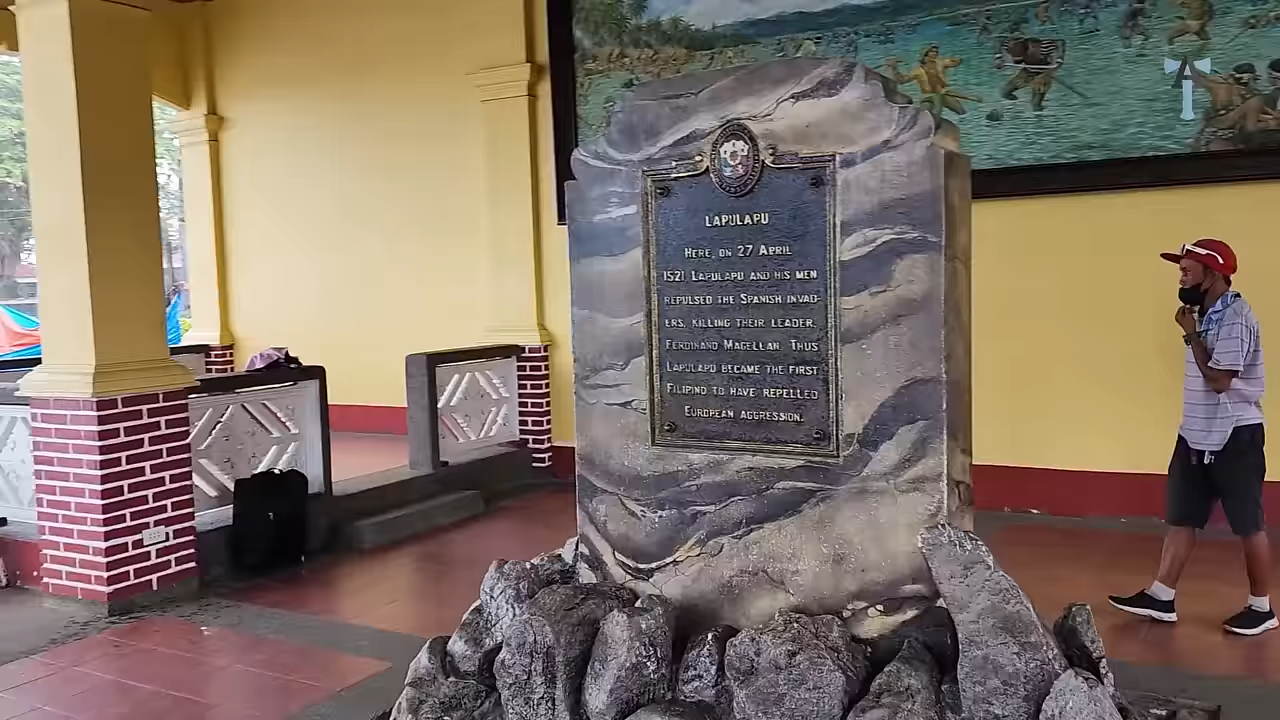 LAPULAPU
HERE, ON 27 APRIL
1521, LAPULAPU AND HIS MEN
REPULSED THE SPANISH INVAD-
ERS, KILLING THEIR LEADER,
FERDINAND MAGELLAN. THUS
LAPULAPU BECAME THE FIRST
FILIPINO TO HAVE REPELLED
EUROPEAN AGGRESSION.